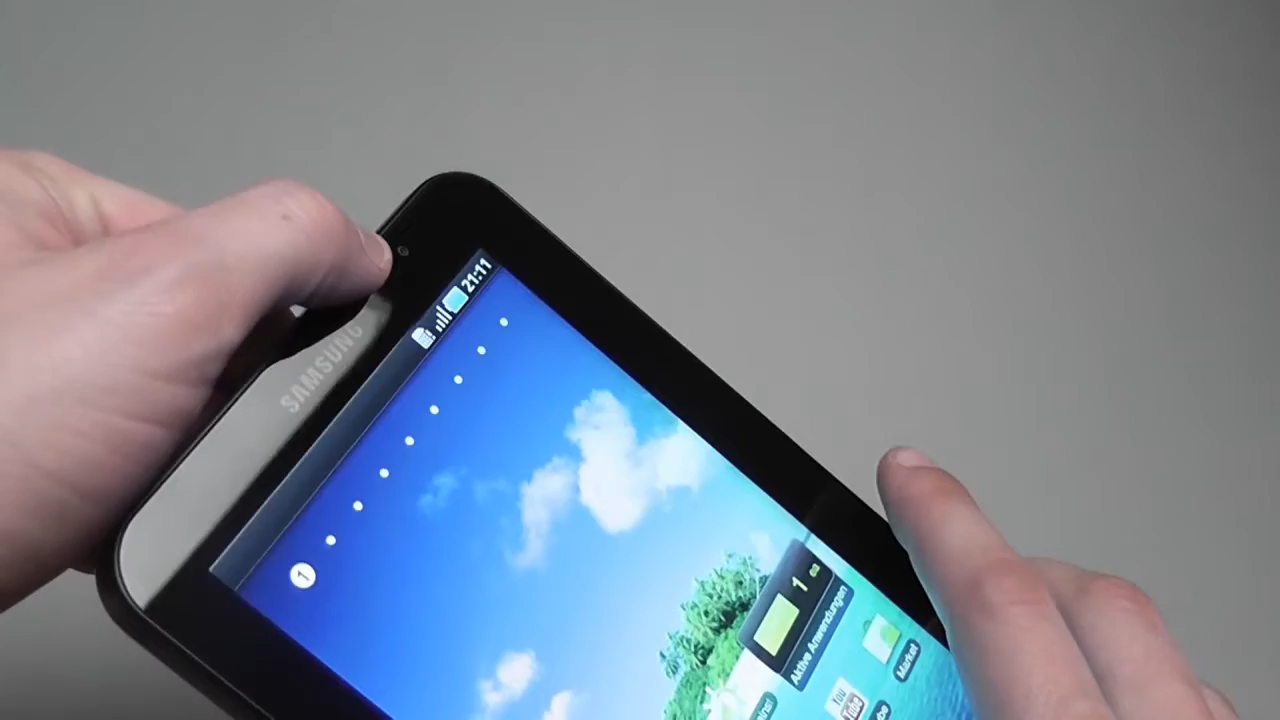 SAMSUNG
21:11
1
1
Aktive Anwendungen
Market
You
Tube